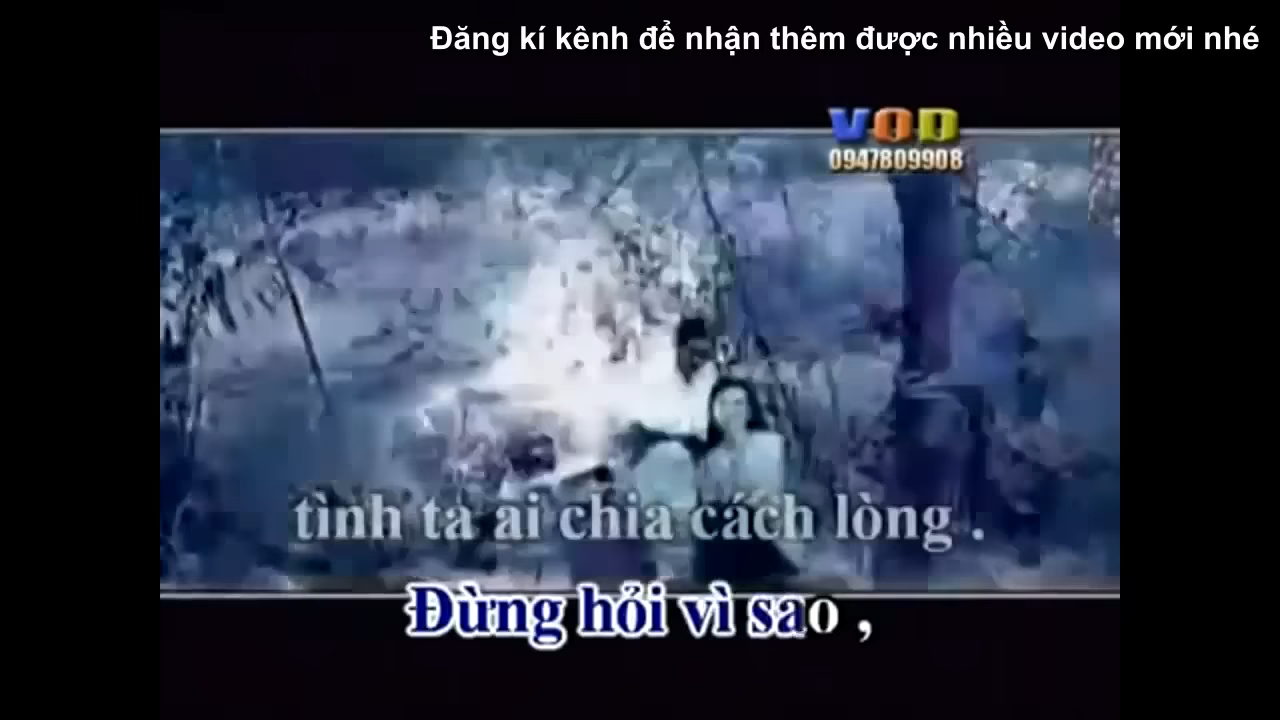 Đăng kí kênh để nhận thêm được nhiều video mới nhé
VOD
0947809908
tình ta ai chia cách lòng .
Đừng hỏi vì sao ,